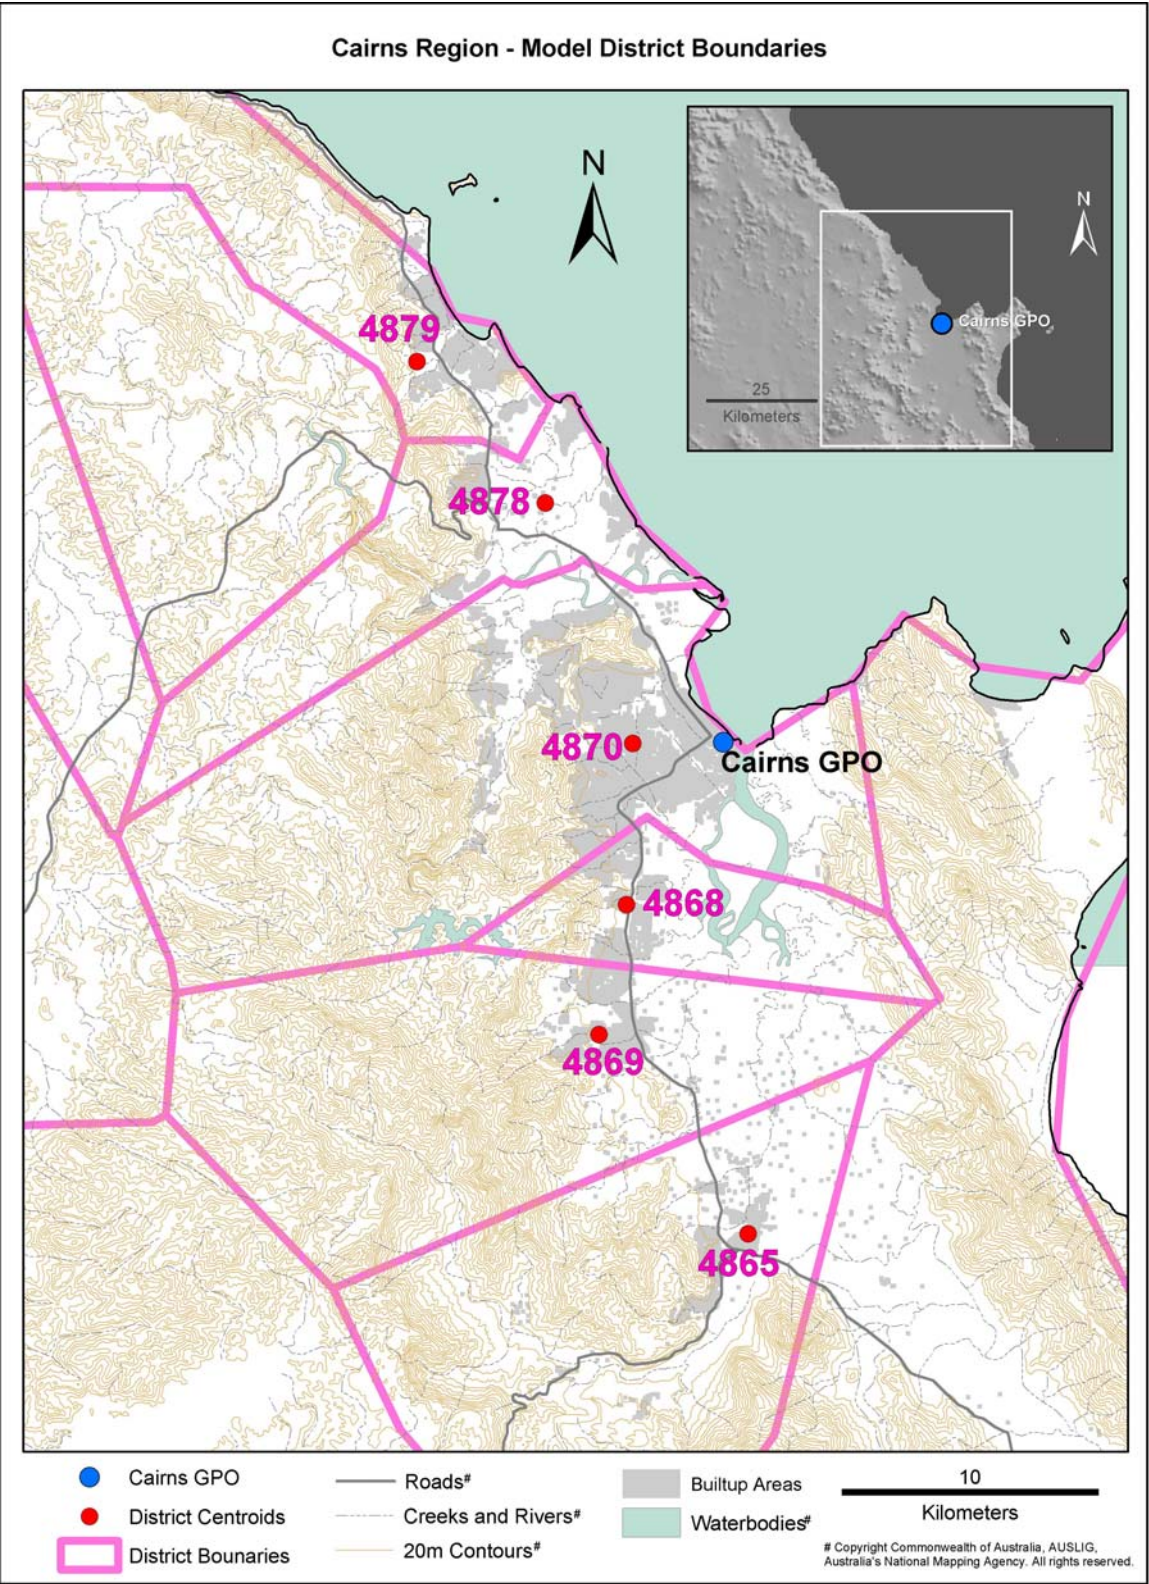 Cairns Region - Model District Boundaries
N
N
Cairns GPO
25
Kilometers
4879
4878
4870
Cairns GPO
4868
4869
4865
Cairns GPO
District Centroids
District Bounaries
Roads#
Creeks and Rivers#
20m Contours#
Builtup Areas
Waterbodies#
10
Kilometers
# Copyright Commonwealth of Australia, AUSLIG,
Australia's National Mapping Agency. All rights reserved.